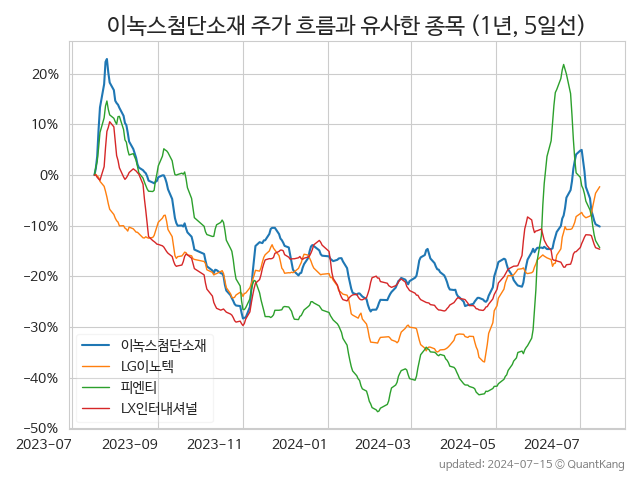 이녹스첨단소재 주가 흐름과 유사한 종목 (1년, 5일선)
20%
10%
0%
−10%
−20%
−30%
−40%
−50%
이녹스첨단소재
LG이노텍
피엔티
LX인터내셔널
2023-07
2023-09
2023-11
2024-01
2024-03
2024-05
2024-07
updated: 2024-07-15 © QuantKang